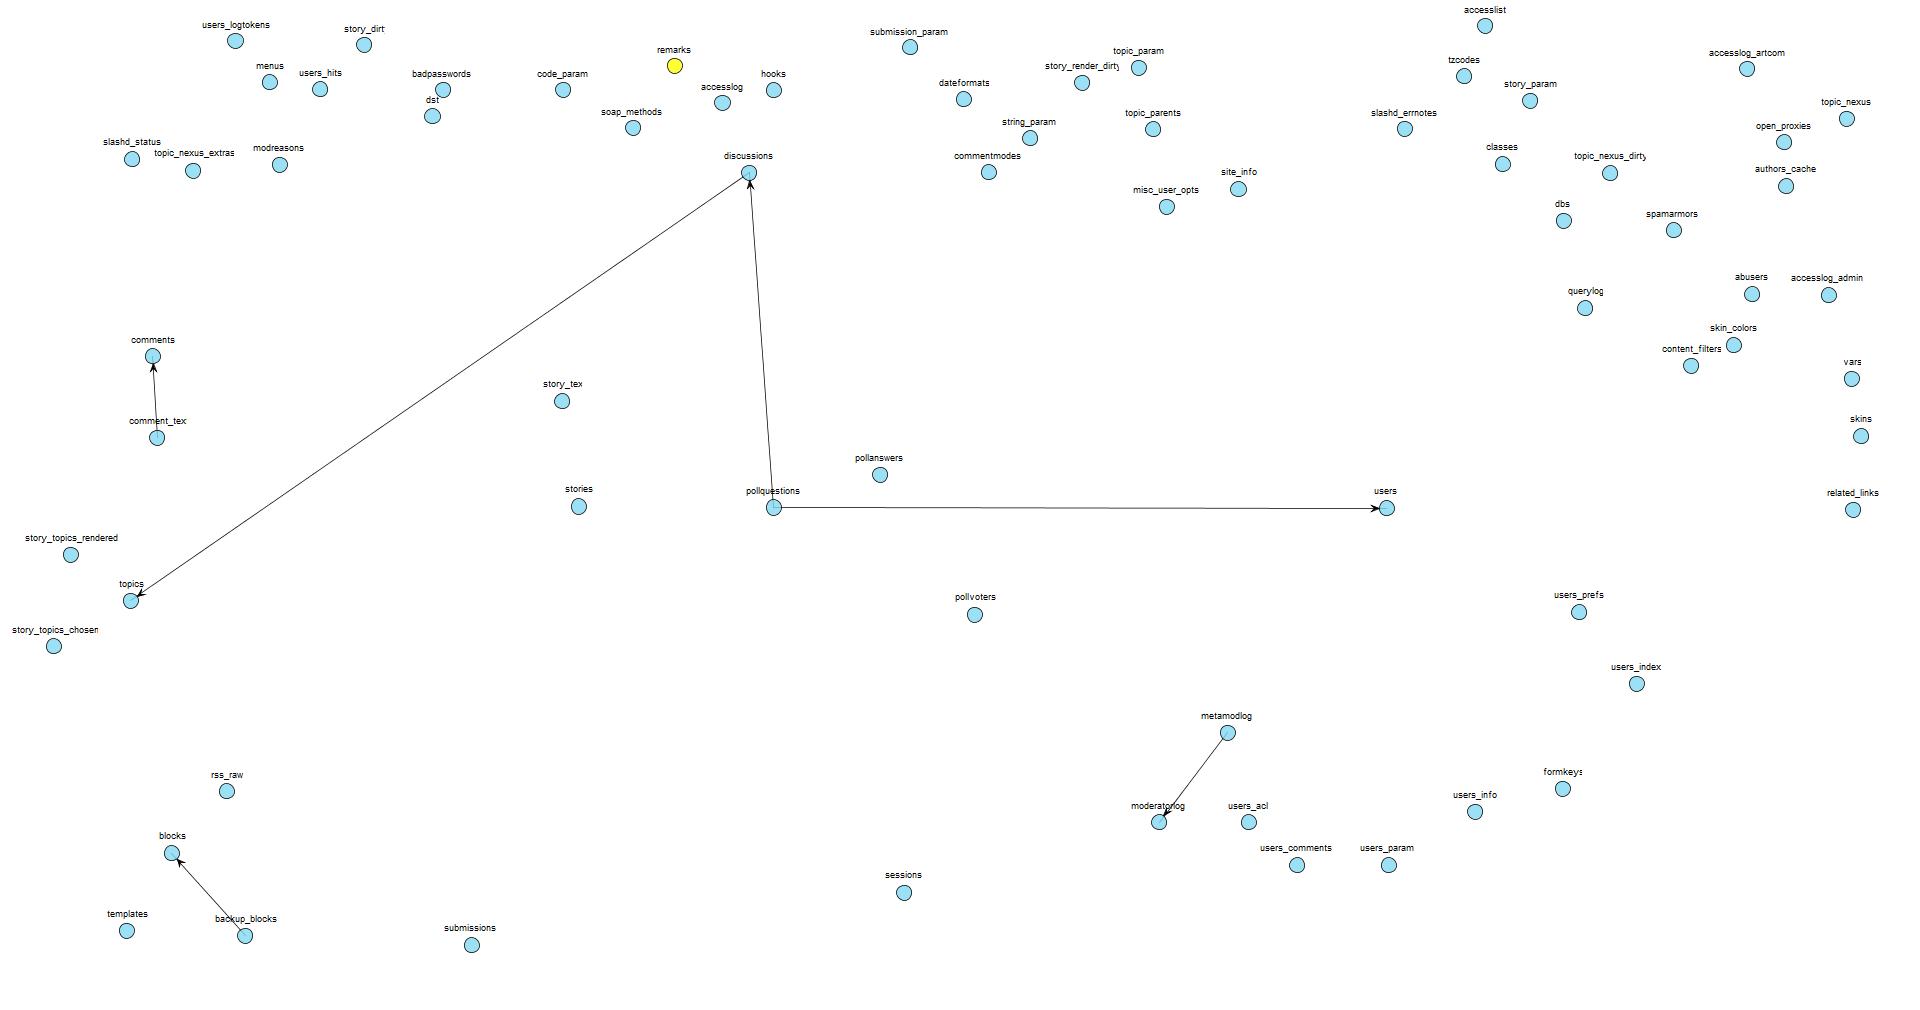 accesslist
users_logtokens
story_dirt
submission_param
remarks
topic_param
accesslog_artcom
tzcodes
menus
users_hits
badpasswords
code_param
hooks
story_render_dirty
dateformats
story_param
accesslog
dst
topic_nexus
soap_methods
slashd_errnotes
topic_parents
string_param
open_proxies
slashd_status
modreasons
classes
topic_nexus_extras
discussions
commentmodes
topic_nexus_dirty
authors_cache
site_info
misc_user_opts
dbs
spamarmors
abusers
accesslog_admin
querylog
skin_colors
comments
content_filters
vars
story_tex
comment_tex
skins
pollanswers
stories
pollquestions
users
related_links
story_topics_rendered
topics
pollvoters
users_prefs
story_topics_chosen
users_index
metamodlog
rss_raw
formkeys
users_info
moderatorlog
users_acl
blocks
users_comments
users_param
sessions
templates
backup_blocks
submissions